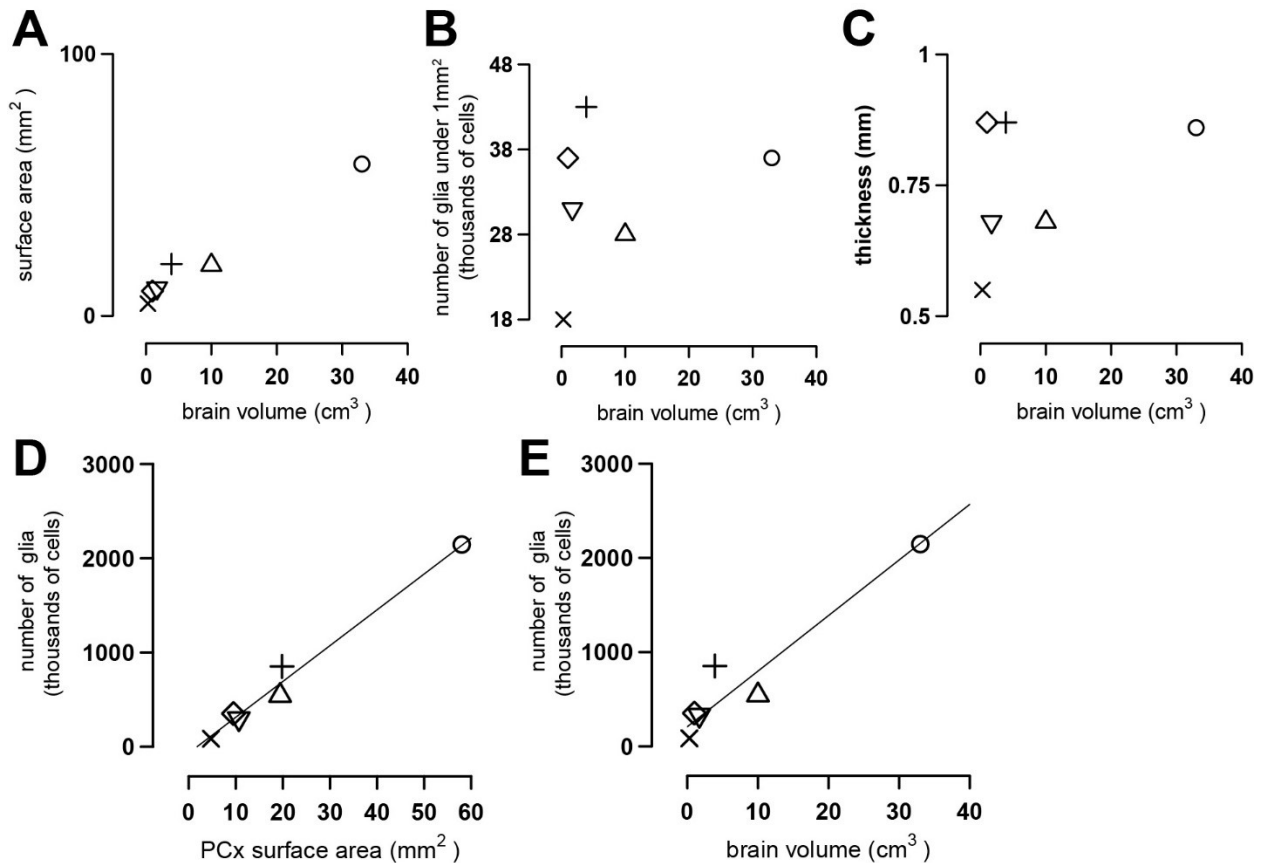 A
100
surface area (mm²)
0
0 10 20 30 40
brain volume (cm³ )
B
48
38
28
18
number of glia under 1mm²
(thousands of cells)
0 10 20 30 40
brain volume (cm³ )
C
1
0.75
0.5
thickness (mm)
0 10 20 30 40
brain volume (cm³ )
D
3000
2000
1000
0
number of glia
(thousands of cells)
0 10 20 30 40 50 60
PCx surface area (mm² )
E
3000
2000
1000
0
number of glia
(thousands of cells)
0 10 20 30 40
brain volume (cm³ )